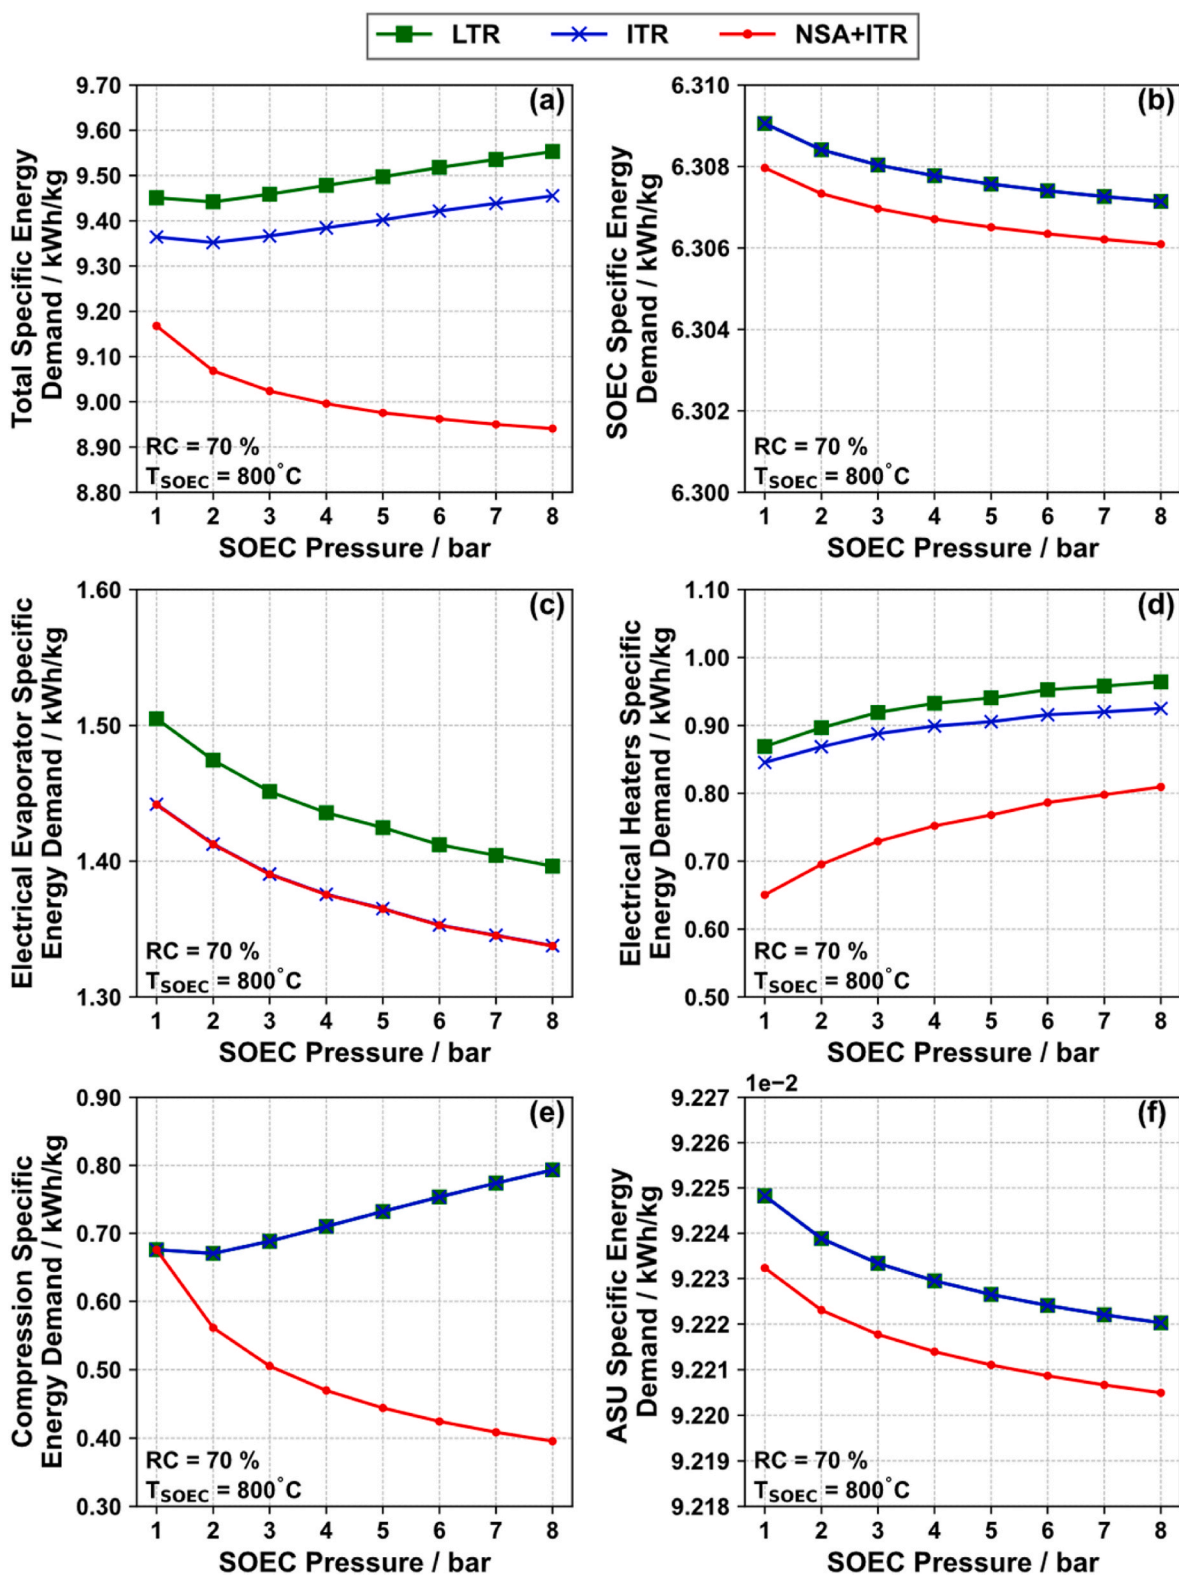 LTR ITR NSA+ITR
Total Specific Energy
Demand / kWh/kg
9.70
9.60
9.50
9.40
9.30
9.20
9.10
9.00
8.90
8.80
(a)
RC = 70 %
TSOEC = 800°C
1 2 3 4 5 6 7 8
SOEC Pressure / bar
SOEC Specific Energy
Demand / kWh/kg
6.310
6.308
6.306
6.304
6.302
6.300
(b)
RC = 70 %
TSOEC = 800°C
1 2 3 4 5 6 7 8
SOEC Pressure / bar
Electrical Evaporator Specific
Energy Demand / kWh/kg
1.60
1.50
1.40
1.30
(c)
RC = 70 %
TSOEC = 800°C
1 2 3 4 5 6 7 8
SOEC Pressure / bar
Electrical Heaters Specific
Energy Demand / kWh/kg
1.10
1.00
0.90
0.80
0.70
0.60
0.50
(d)
RC = 70 %
TSOEC = 800°C
1 2 3 4 5 6 7 8
SOEC Pressure / bar
Compression Specific
Energy Demand / kWh/kg
0.90
0.80
0.70
0.60
0.50
0.40
0.30
(e)
RC = 70 %
TSOEC = 800°C
1 2 3 4 5 6 7 8
SOEC Pressure / bar
ASU Specific Energy
Demand / kWh/kg
1e−2
9.227
9.226
9.225
9.224
9.223
9.222
9.221
9.220
9.219
9.218
(f)
RC = 70 %
TSOEC = 800°C
1 2 3 4 5 6 7 8
SOEC Pressure / bar